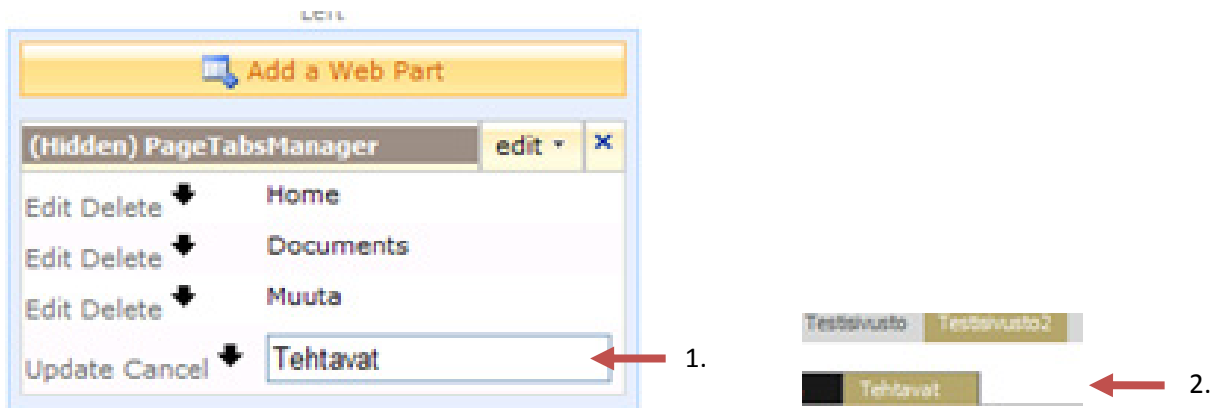 Left
Add a Web Part
(Hidden) PageTabsManager edit
Edit Delete Home
Edit Delete Documents
Edit Delete Muuta
Update Cancel Tehtavat
1.
Testisivusto Testisivusto2
Tehtavat
2.